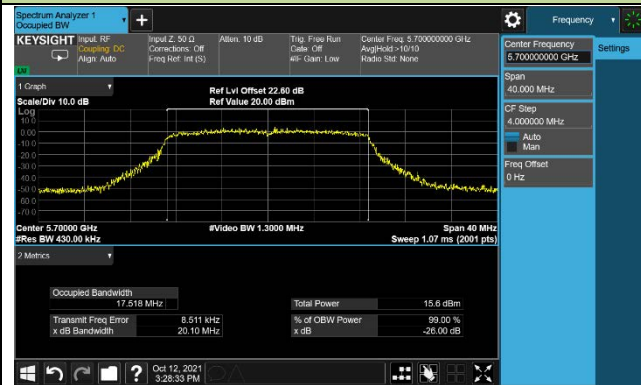 Spectrum Analyzer 1
Occupied BW
Frequency
KEYSIGHT
Input: RF
Coupling: DC
Align: Auto
Input Z: 50 Ω
Corrections: Off
Freq Ref: Int (S)
Atten: 10 dB
Trig: Free Run
Gate: Off
#IF Gain: Low
Center Freq: 5.700000000 GHz
Avg|Hold:>10/10
Radio Std: None
Center Frequency
5.700000000 GHz
Settings
Span
40.000 MHz
CF Step
4.000000 MHz
Auto
Man
Freq Offset
0 Hz
1 Graph
Scale/Div 10.0 dB
Ref Lvl Offset 22.60 dB
Ref Value 20.00 dBm
Log
10.0
0.00
-10.0
-20.0
-30.0
-40.0
-50.0
-60.0
-70.0
Center 5.70000 GHz
#Video BW 1.3000 MHz
Span 40 MHz
#Res BW 430.00 kHz
Sweep 1.07 ms (2001 pts)
2 Metrics
Occupied Bandwidth
17.518 MHz
Total Power
15.6 dBm
Transmit Freq Error
8.511 kHz
% of OBW Power
99.00 %
x dB Bandwidth
20.10 MHz
x dB
-26.00 dB
?
Oct 12, 2021
3:28:33 PM